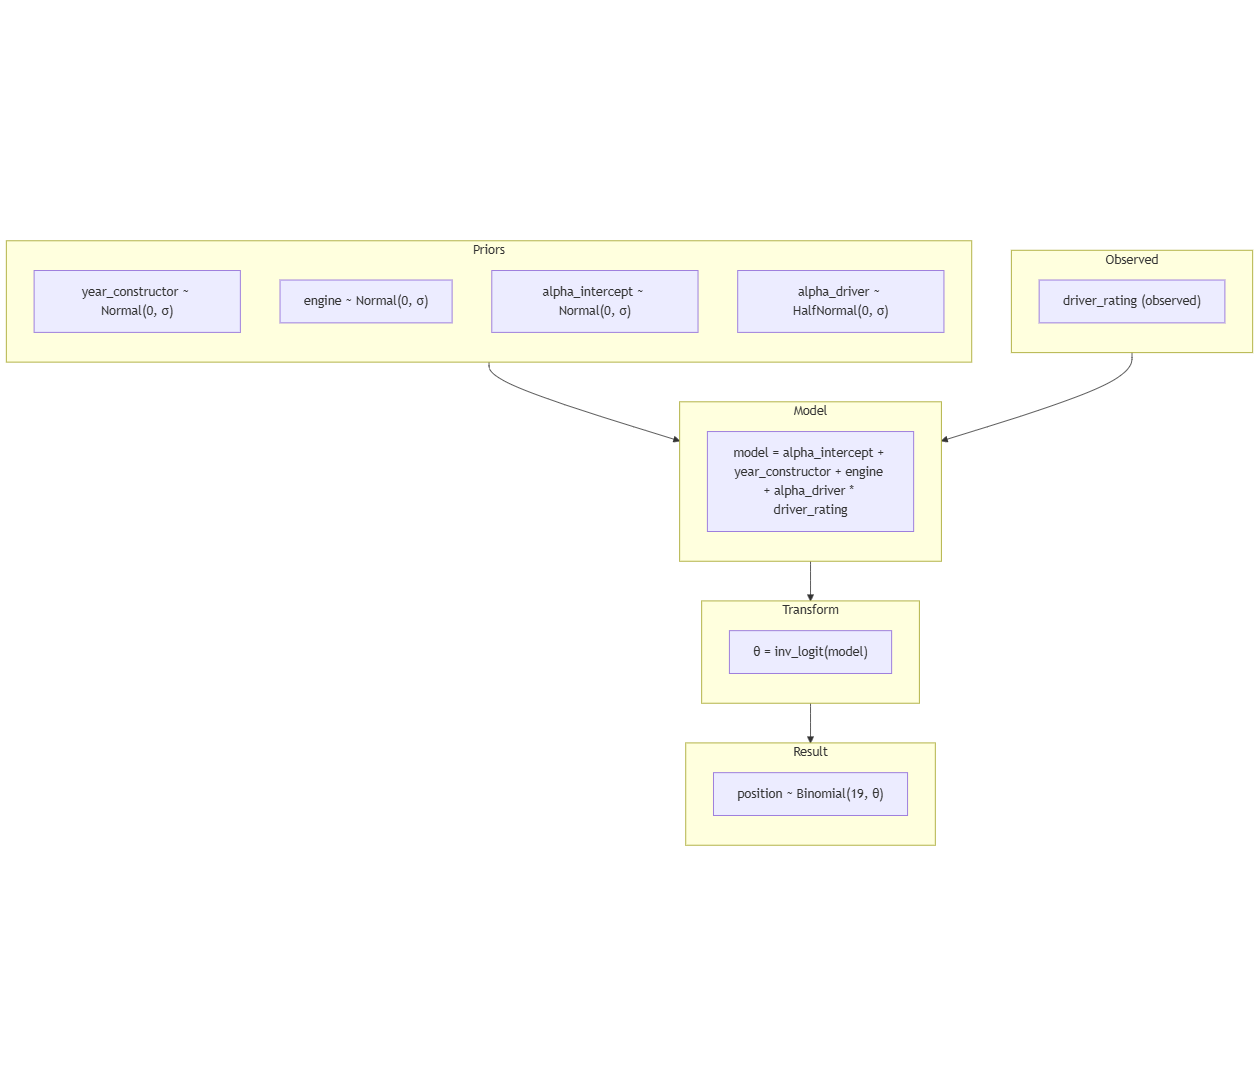 Priors
year_constructor ~
Normal(0, σ)
engine ~ Normal(0, σ)
alpha_intercept ~
Normal(0, σ)
alpha_driver ~
HalfNormal(0, σ)
Observed
driver_rating (observed)
Model
model = alpha_intercept +
year_constructor + engine
+ alpha_driver *
driver_rating
Transform
θ = inv_logit(model)
Result
position ~ Binomial(19, θ)